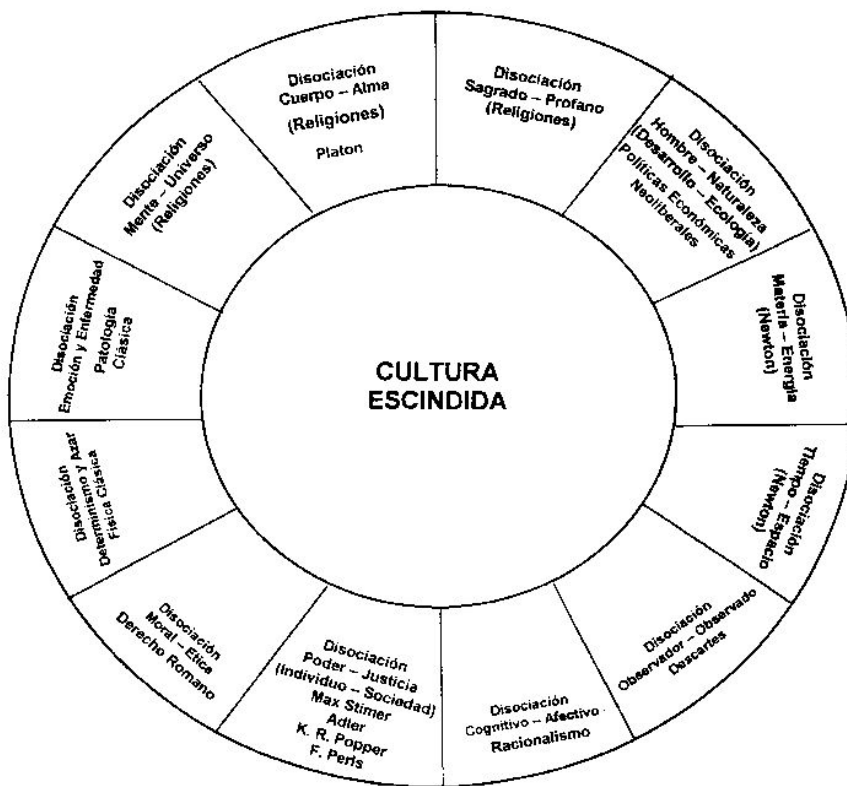 Disociación
Cuerpo – Alma
(Religiones)
Platon
Disociación
Sagrado – Profano
(Religiones)
Disociación
Hombre – Naturaleza
(Desarrollo – Ecología)
Políticas Económicas
Neoliberales
Disociación
Materia – Energía
(Newton)
Disociación
Tiempo – Espacio
(Newton)
Disociación
Observador – Observado
Descartes
Disociación
Cognitivo – Afectivo
Racionalismo
Disociación
Poder – Justicia
(Individuo – Sociedad)
Max Stirner
Adler
K. R. Popper
F. Perls
Disociación
Moral – Etica
Derecho Romano
Disociación
Determinismo y Azar
Física Clásica
Disociación
Emoción y Enfermedad
Patología
Clásica
Disociación
Mente – Universo
(Religiones)
CULTURA
ESCINDIDA